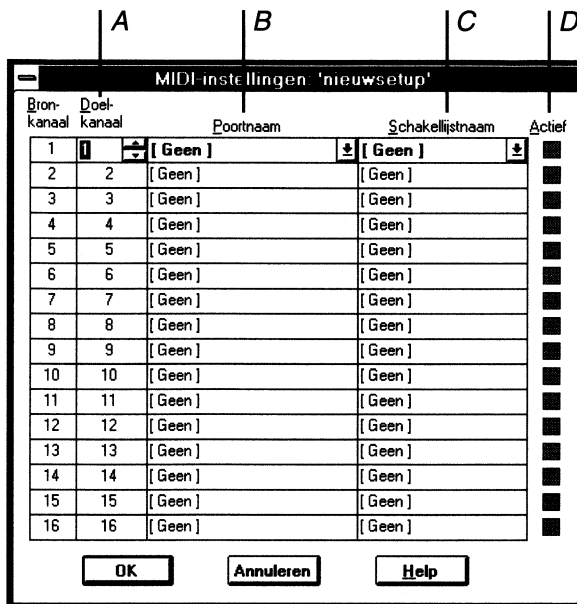 A B C D
MIDI-instellingen: 'nieuwsetup'
Bron-kanaal Doel-kanaal Poortnaam Schakellijstnaam Actief
1 1 [ Geen ] [ Geen ]
2 2 [ Geen ] [ Geen ]
3 3 [ Geen ] [ Geen ]
4 4 [ Geen ] [ Geen ]
5 5 [ Geen ] [ Geen ]
6 6 [ Geen ] [ Geen ]
7 7 [ Geen ] [ Geen ]
8 8 [ Geen ] [ Geen ]
9 9 [ Geen ] [ Geen ]
10 10 [ Geen ] [ Geen ]
11 11 [ Geen ] [ Geen ]
12 12 [ Geen ] [ Geen ]
13 13 [ Geen ] [ Geen ]
14 14 [ Geen ] [ Geen ]
15 15 [ Geen ] [ Geen ]
16 16 [ Geen ] [ Geen ]
OK Annuleren Help